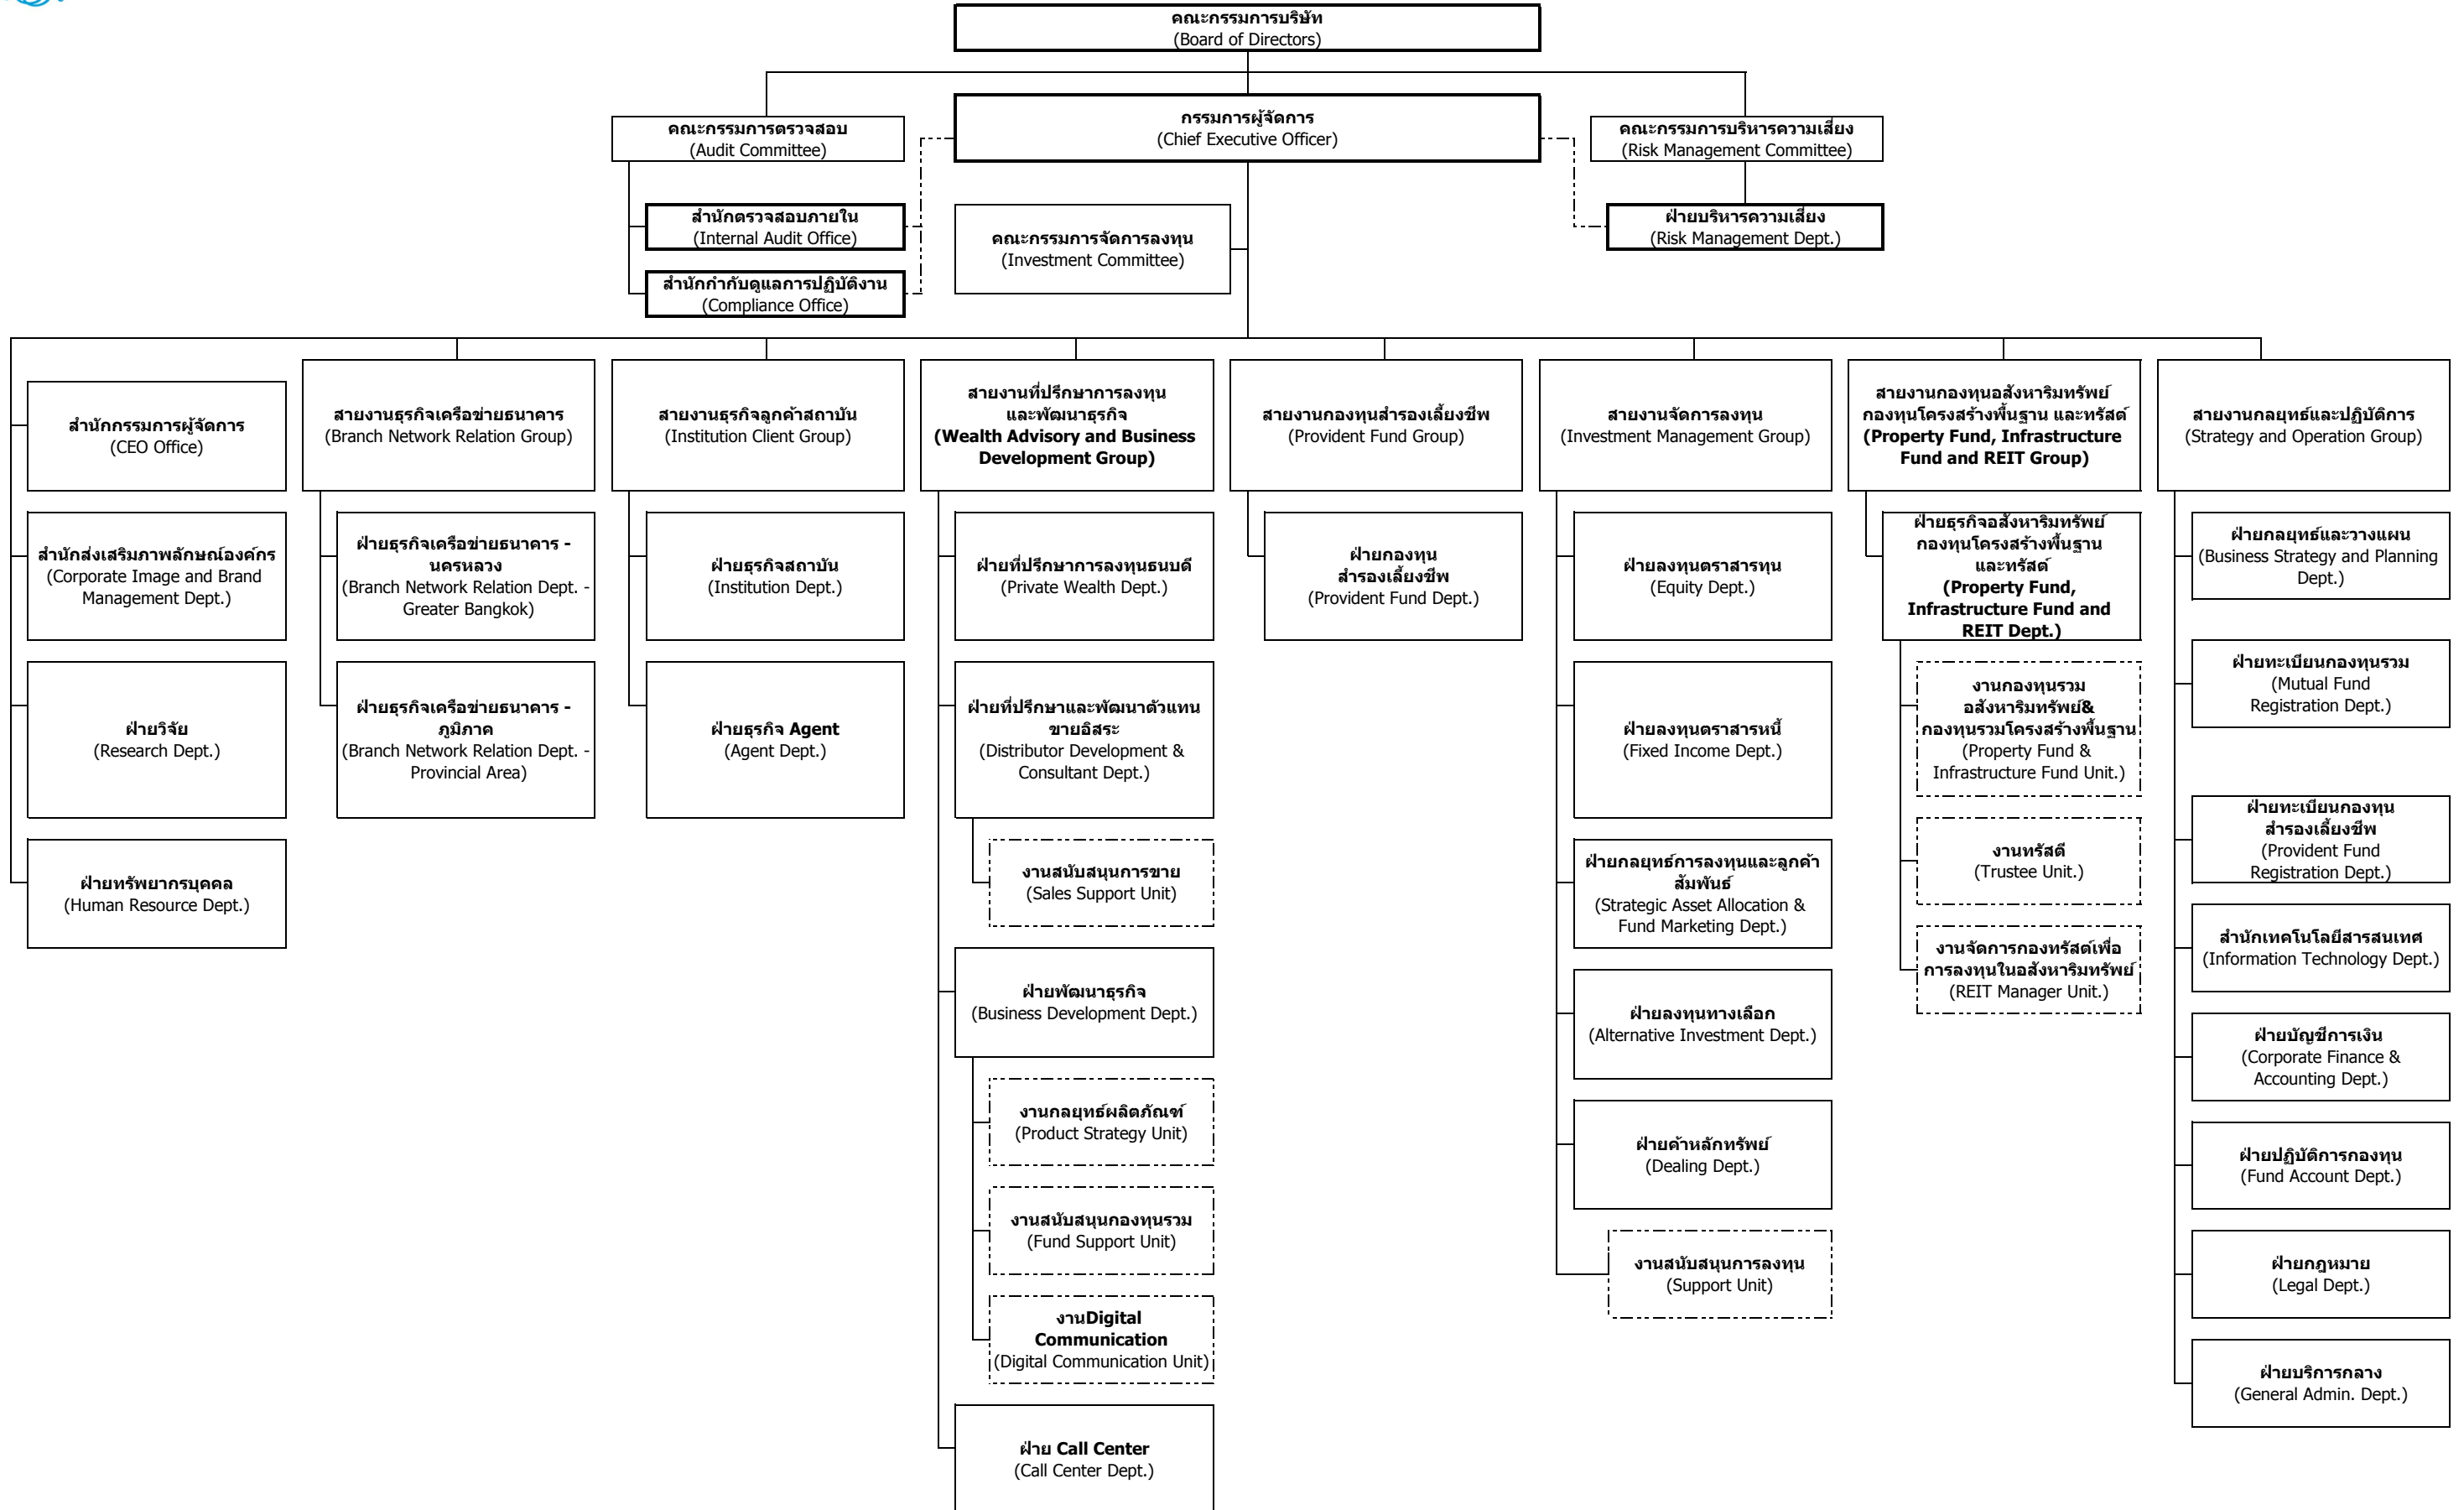 คณะกรรมการบริษัท
(Board of Directors)
กรรมการผู้จัดการ
(Chief Executive Officer)
คณะกรรมการตรวจสอบ
(Audit Committee)
คณะกรรมการบริหารความเสี่ยง
(Risk Management Committee)
สำนักตรวจสอบภายใน
(Internal Audit Office)
คณะกรรมการจัดการลงทุน
(Investment Committee)
ฝ่ายบริหารความเสี่ยง
(Risk Management Dept.)
สำนักกำกับดูแลการปฏิบัติงาน
(Compliance Office)
สำนักกรรมการผู้จัดการ
(CEO Office)
สำนักส่งเสริมภาพลักษณ์องค์กร
(Corporate Image and Brand
Management Dept.)
ฝ่ายวิจัย
(Research Dept.)
ฝ่ายทรัพยากรบุคคล
(Human Resource Dept.)
สายงานธุรกิจเครือข่ายธนาคาร
(Branch Network Relation Group)
ฝ่ายธุรกิจเครือข่ายธนาคาร -
นครหลวง
(Branch Network Relation Dept. -
Greater Bangkok)
ฝ่ายธุรกิจเครือข่ายธนาคาร -
ภูมิภาค
(Branch Network Relation Dept. -
Provincial Area)
สายงานธุรกิจลูกค้าสถาบัน
(Institution Client Group)
ฝ่ายธุรกิจสถาบัน
(Institution Dept.)
ฝ่ายธุรกิจ Agent
(Agent Dept.)
สายงานที่ปรึกษาการลงทุน
และพัฒนาธุรกิจ
(Wealth Advisory and Business
Development Group)
ฝ่ายที่ปรึกษาการลงทุนธนบดี
(Private Wealth Dept.)
ฝ่ายที่ปรึกษาและพัฒนาตัวแทน
ขายอิสระ
(Distributor Development &
Consultant Dept.)
งานสนับสนุนการขาย
(Sales Support Unit)
ฝ่ายพัฒนาธุรกิจ
(Business Development Dept.)
งานกลยุทธ์ผลิตภัณฑ์
(Product Strategy Unit)
งานสนับสนุนกองทุนรวม
(Fund Support Unit)
งานDigital
Communication
(Digital Communication Unit)
ฝ่าย Call Center
(Call Center Dept.)
สายงานกองทุนสำรองเลี้ยงชีพ
(Provident Fund Group)
ฝ่ายกองทุน
สำรองเลี้ยงชีพ
(Provident Fund Dept.)
สายงานจัดการลงทุน
(Investment Management Group)
ฝ่ายลงทุนตราสารทุน
(Equity Dept.)
ฝ่ายลงทุนตราสารหนี้
(Fixed Income Dept.)
ฝ่ายกลยุทธ์การลงทุนและลูกค้า
สัมพันธ์
(Strategic Asset Allocation &
Fund Marketing Dept.)
ฝ่ายลงทุนทางเลือก
(Alternative Investment Dept.)
ฝ่ายค้าหลักทรัพย์
(Dealing Dept.)
งานสนับสนุนการลงทุน
(Support Unit)
สายงานกองทุนอสังหาริมทรัพย์
กองทุนโครงสร้างพื้นฐาน และทรัสต์
(Property Fund, Infrastructure
Fund and REIT Group)
ฝ่ายธุรกิจอสังหาริมทรัพย์
กองทุนโครงสร้างพื้นฐาน
และทรัสต์
(Property Fund,
Infrastructure Fund and
REIT Dept.)
งานกองทุนรวม
อสังหาริมทรัพย์&
กองทุนรวมโครงสร้างพื้นฐาน
(Property Fund &
Infrastructure Fund Unit.)
งานทรัสตี
(Trustee Unit.)
งานจัดการกองทรัสต์เพื่อ
การลงทุนในอสังหาริมทรัพย์
(REIT Manager Unit.)
สายงานกลยุทธ์และปฏิบัติการ
(Strategy and Operation Group)
ฝ่ายกลยุทธ์และวางแผน
(Business Strategy and Planning
Dept.)
ฝ่ายทะเบียนกองทุนรวม
(Mutual Fund
Registration Dept.)
ฝ่ายทะเบียนกองทุน
สำรองเลี้ยงชีพ
(Provident Fund
Registration Dept.)
สำนักเทคโนโลยีสารสนเทศ
(Information Technology Dept.)
ฝ่ายบัญชีการเงิน
(Corporate Finance &
Accounting Dept.)
ฝ่ายปฏิบัติการกองทุน
(Fund Account Dept.)
ฝ่ายกฎหมาย
(Legal Dept.)
ฝ่ายบริการกลาง
(General Admin. Dept.)